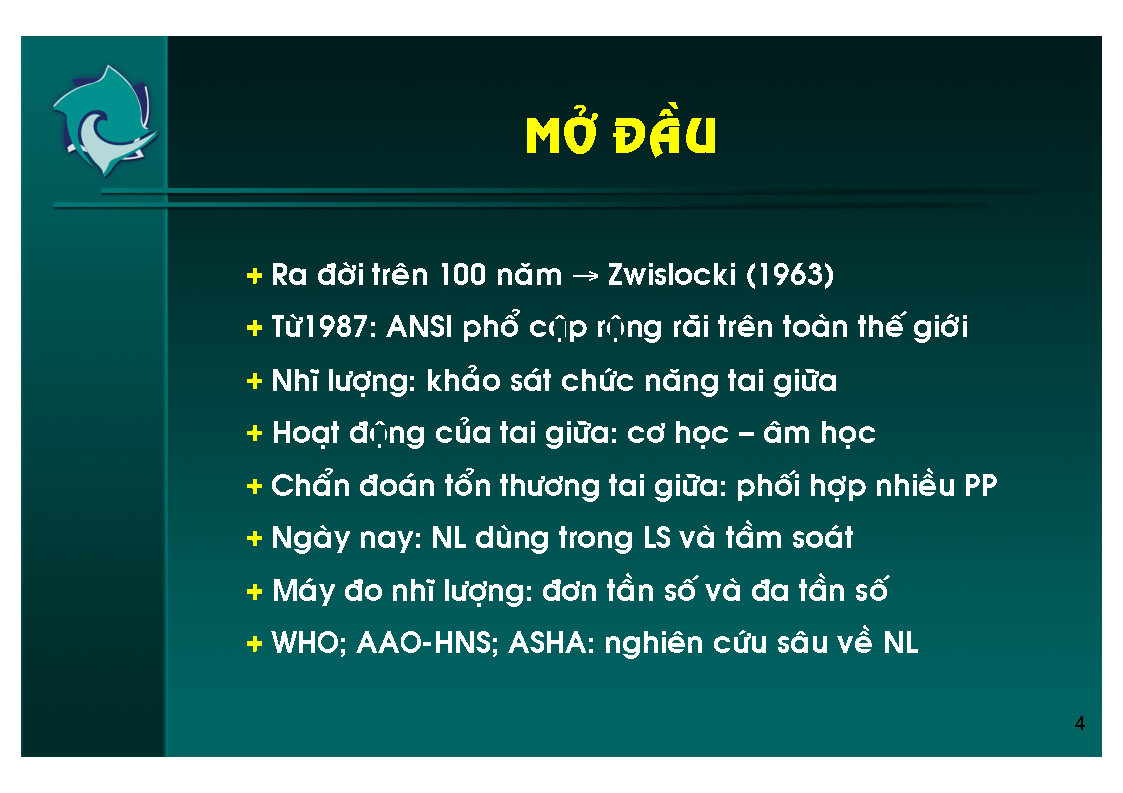 MỞ ĐẦU
+ Ra đời trên 100 năm → Zwislocki (1963)
+ Từ1987: ANSI phổ cập rộng rãi trên toàn thế giới
+ Nhĩ lượng: khảo sát chức năng tai giữa
+ Hoạt động của tai giữa: cơ học – âm học
+ Chẩn đoán tổn thương tai giữa: phối hợp nhiều PP
+ Ngày nay: NL dùng trong LS và tầm soát
+ Máy đo nhĩ lượng: đơn tần số và đa tần số
+ WHO; AAO-HNS; ASHA: nghiên cứu sâu về NL
4